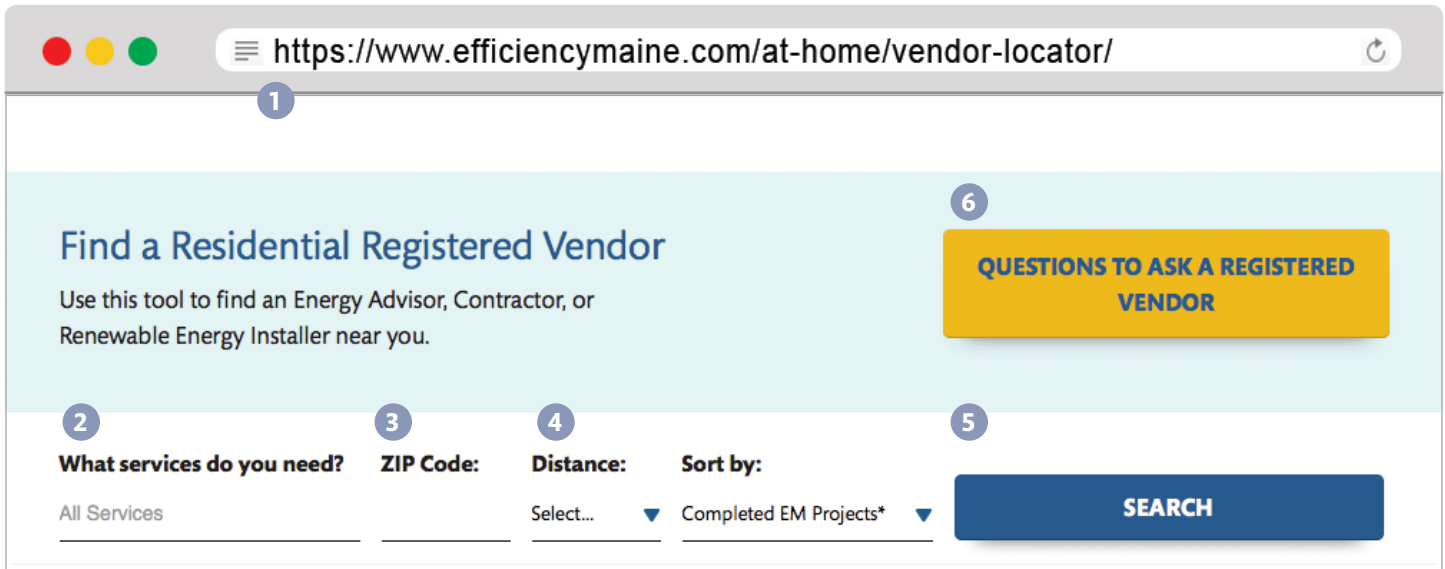 https://www.efficiencymaine.com/at-home/vendor-locator/
1
6
Find a Residential Registered Vendor
Use this tool to find an Energy Advisor, Contractor, or
Renewable Energy Installer near you.
QUESTIONS TO ASK A REGISTERED
VENDOR
2 3 4 5
What services do you need? ZIP Code: Distance: Sort by:
All Services Select... Completed EM Projects* SEARCH